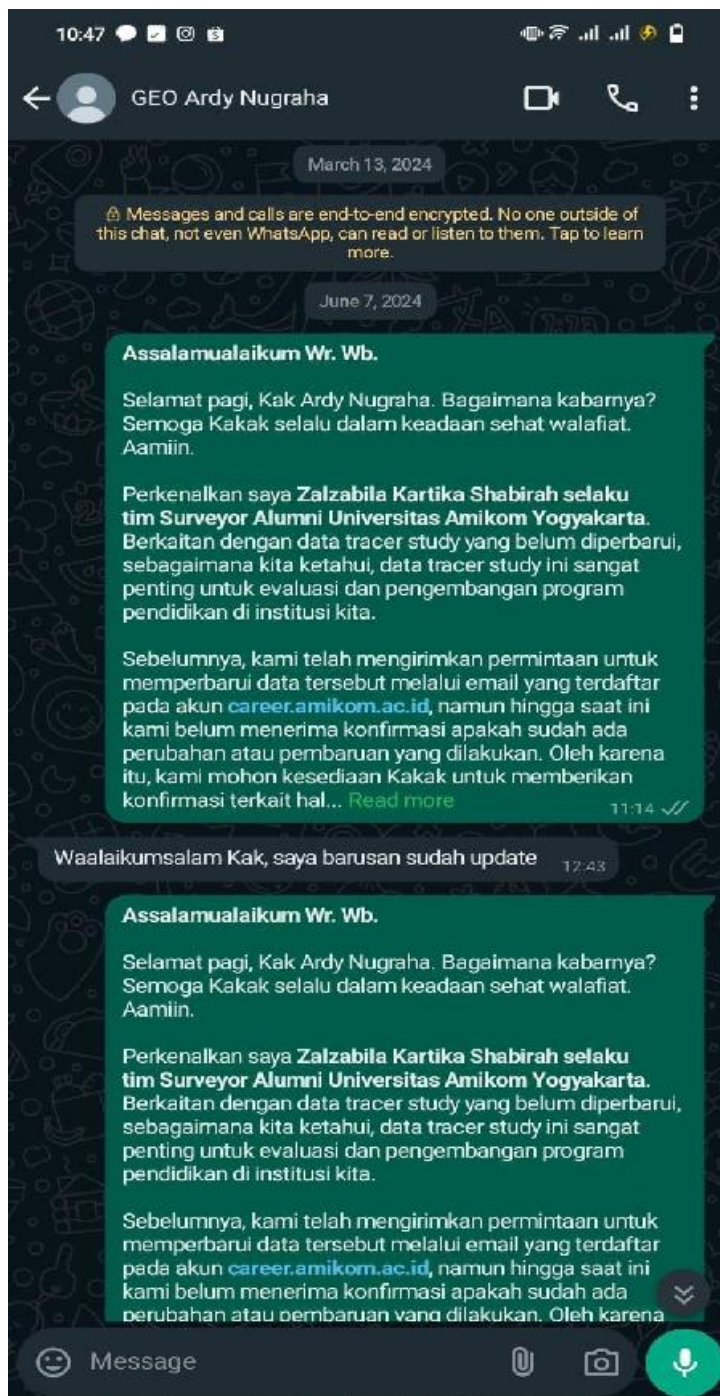 10:47
GEO Ardy Nugraha
March 13, 2024
Messages and calls are end-to-end encrypted. No one outside of
this chat, not even WhatsApp, can read or listen to them. Tap to learn
more.
June 7, 2024
Assalamualaikum Wr. Wb.
Selamat pagi, Kak Ardy Nugraha. Bagaimana kabarnya?
Semoga Kakak selalu dalam keadaan sehat walafiat.
Aamiin.
Perkenalkan saya Zalzabila Kartika Shabirah selaku
tim Surveyor Alumni Universitas Amikom Yogyakarta.
Berkaitan dengan data tracer study yang belum diperbarui,
sebagaimana kita ketahui, data tracer study ini sangat
penting untuk evaluasi dan pengembangan program
pendidikan di institusi kita.
Sebelumnya, kami telah mengirimkan permintaan untuk
memperbarui data tersebut melalui email yang terdaftar
pada akun career.amikom.ac.id, namun hingga saat ini
kami belum menerima konfirmasi apakah sudah ada
perubahan atau pembaruan yang dilakukan. Oleh karena
itu, kami mohon kesediaan Kakak untuk memberikan
konfirmasi terkait hal... Read more
11:14
Waalaikumsalam Kak, saya barusan sudah update 12:43
Assalamualaikum Wr. Wb.
Selamat pagi, Kak Ardy Nugraha. Bagaimana kabarnya?
Semoga Kakak selalu dalam keadaan sehat walafiat.
Aamiin.
Perkenalkan saya Zalzabila Kartika Shabirah selaku
tim Surveyor Alumni Universitas Amikom Yogyakarta.
Berkaitan dengan data tracer study yang belum diperbarui,
sebagaimana kita ketahui, data tracer study ini sangat
penting untuk evaluasi dan pengembangan program
pendidikan di institusi kita.
Sebelumnya, kami telah mengirimkan permintaan untuk
memperbarui data tersebut melalui email yang terdaftar
pada akun career.amikom.ac.id, namun hingga saat ini
kami belum menerima konfirmasi apakah sudah ada
perubahan atau pembaruan yang dilakukan. Oleh karena
Message